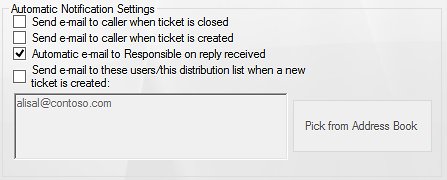 Automatic Notification Settings
Send e-mail to caller when ticket is closed
Send e-mail to caller when ticket is created
Automatic e-mail to Responsible on reply received
Send e-mail to these users/this distribution list when a new
ticket is created:
alisal@contoso.com
Pick from Address Book